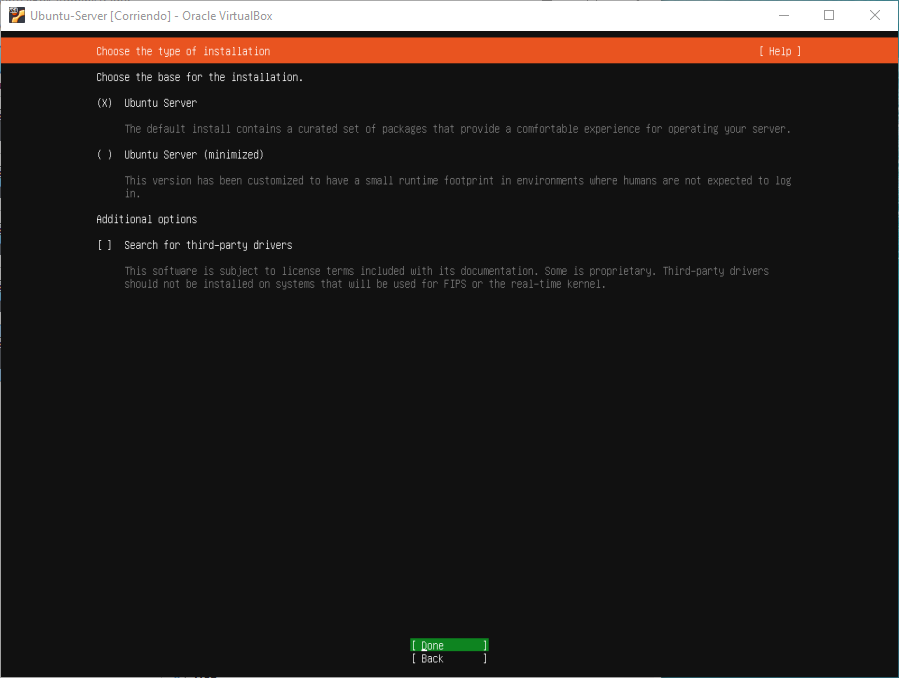 Ubuntu-Server [Corriendo] - Oracle VirtualBox
Choose the type of installation [ Help ]
Choose the base for the installation.
(X) Ubuntu Server
The default install contains a curated set of packages that provide a comfortable experience for operating your server.
( ) Ubuntu Server (minimized)
This version has been customized to have a small runtime footprint in environments where humans are not expected to log
in.
Additional options
[ ] Search for third-party drivers
This software is subject to license terms included with its documentation. Some is proprietary. Third-party drivers
should not be installed on systems that will be used for FIPS or the real-time kernel.
[ Done ]
[ Back ]